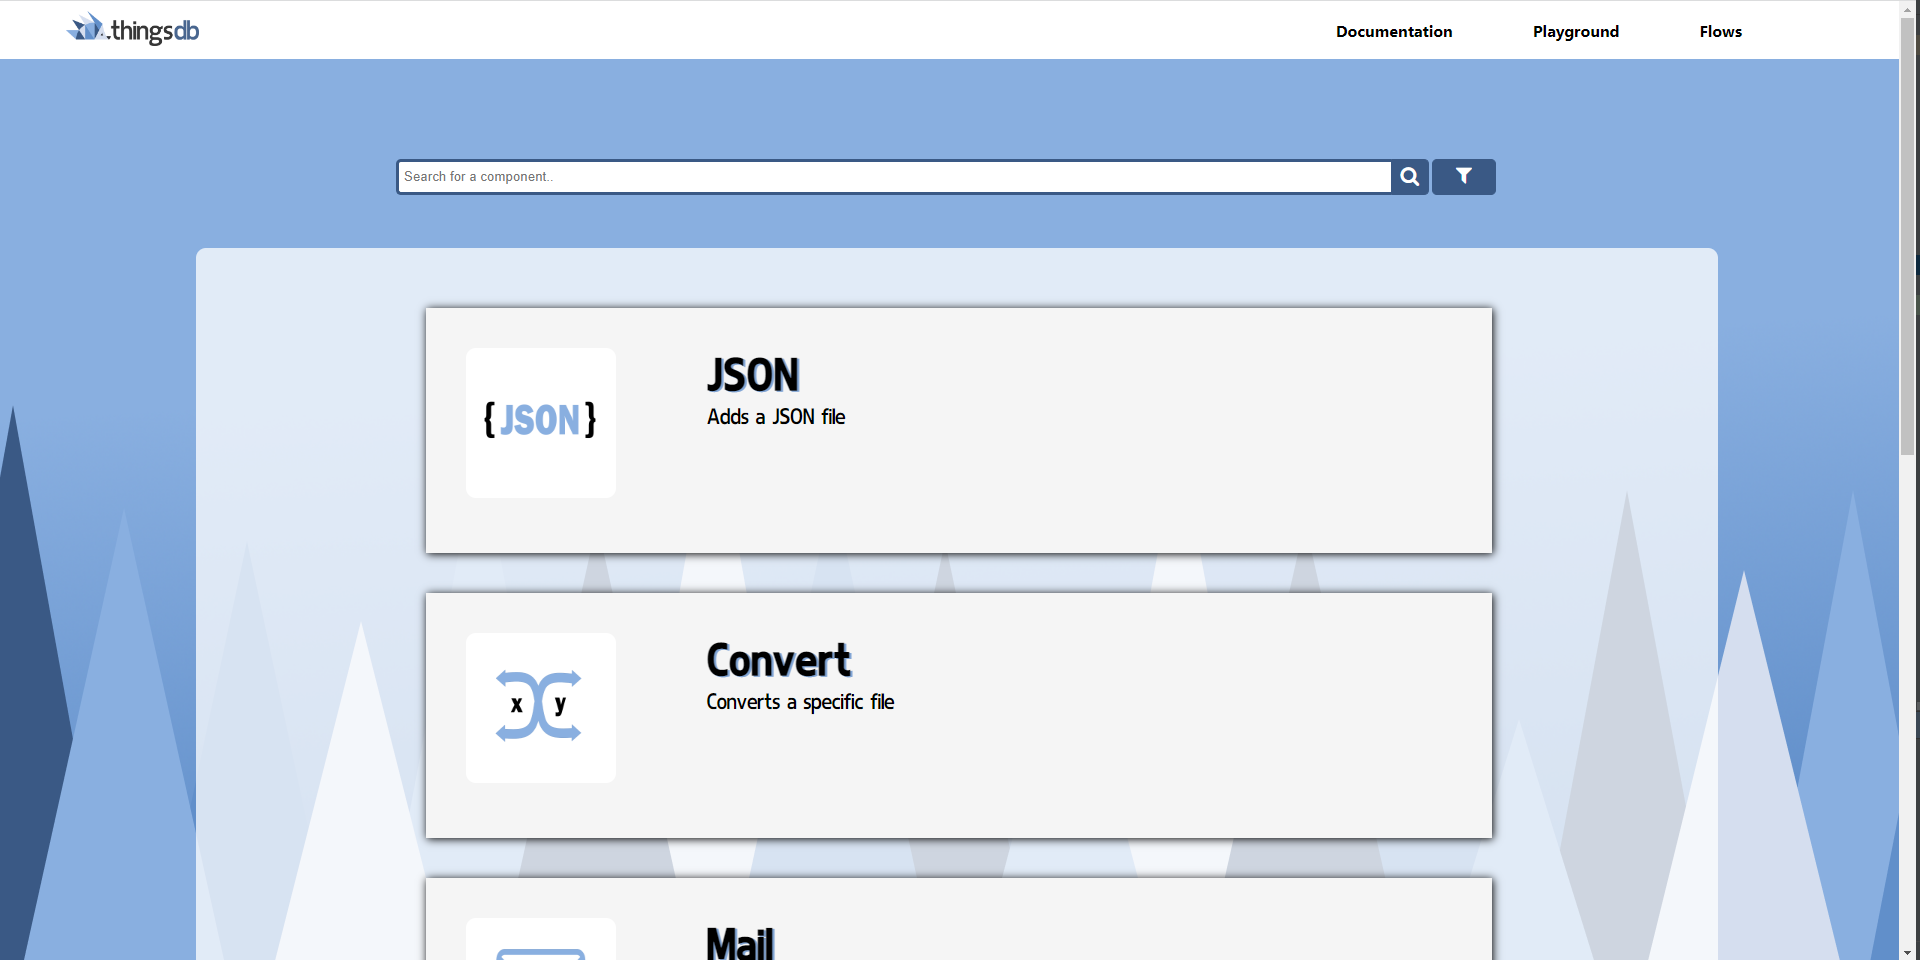 .thingsdb
Documentation
Playground
Flows
Search for a component..
{JSON}
JSON
Adds a JSON file
x y
Convert
Converts a specific file
Mail